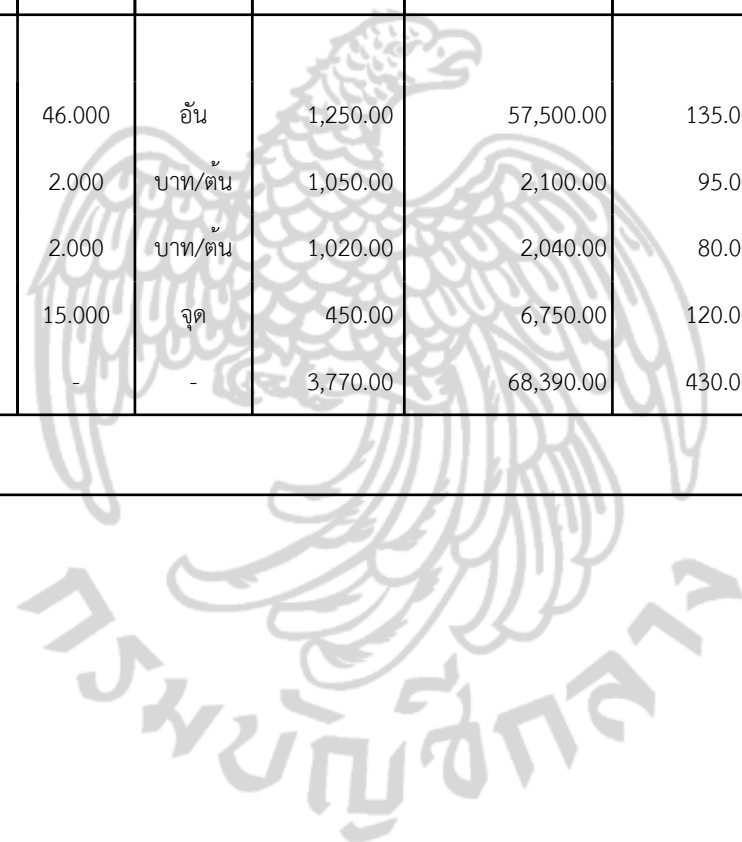 46.000 อัน 1,250.00 57,500.00 135.0
2.000 บาท/ต้น 1,050.00 2,100.00 95.0
2.000 บาท/ต้น 1,020.00 2,040.00 80.0
15.000 จุด 450.00 6,750.00 120.0
- - 3,770.00 68,390.00 430.0
กรมบัญชีกลาง